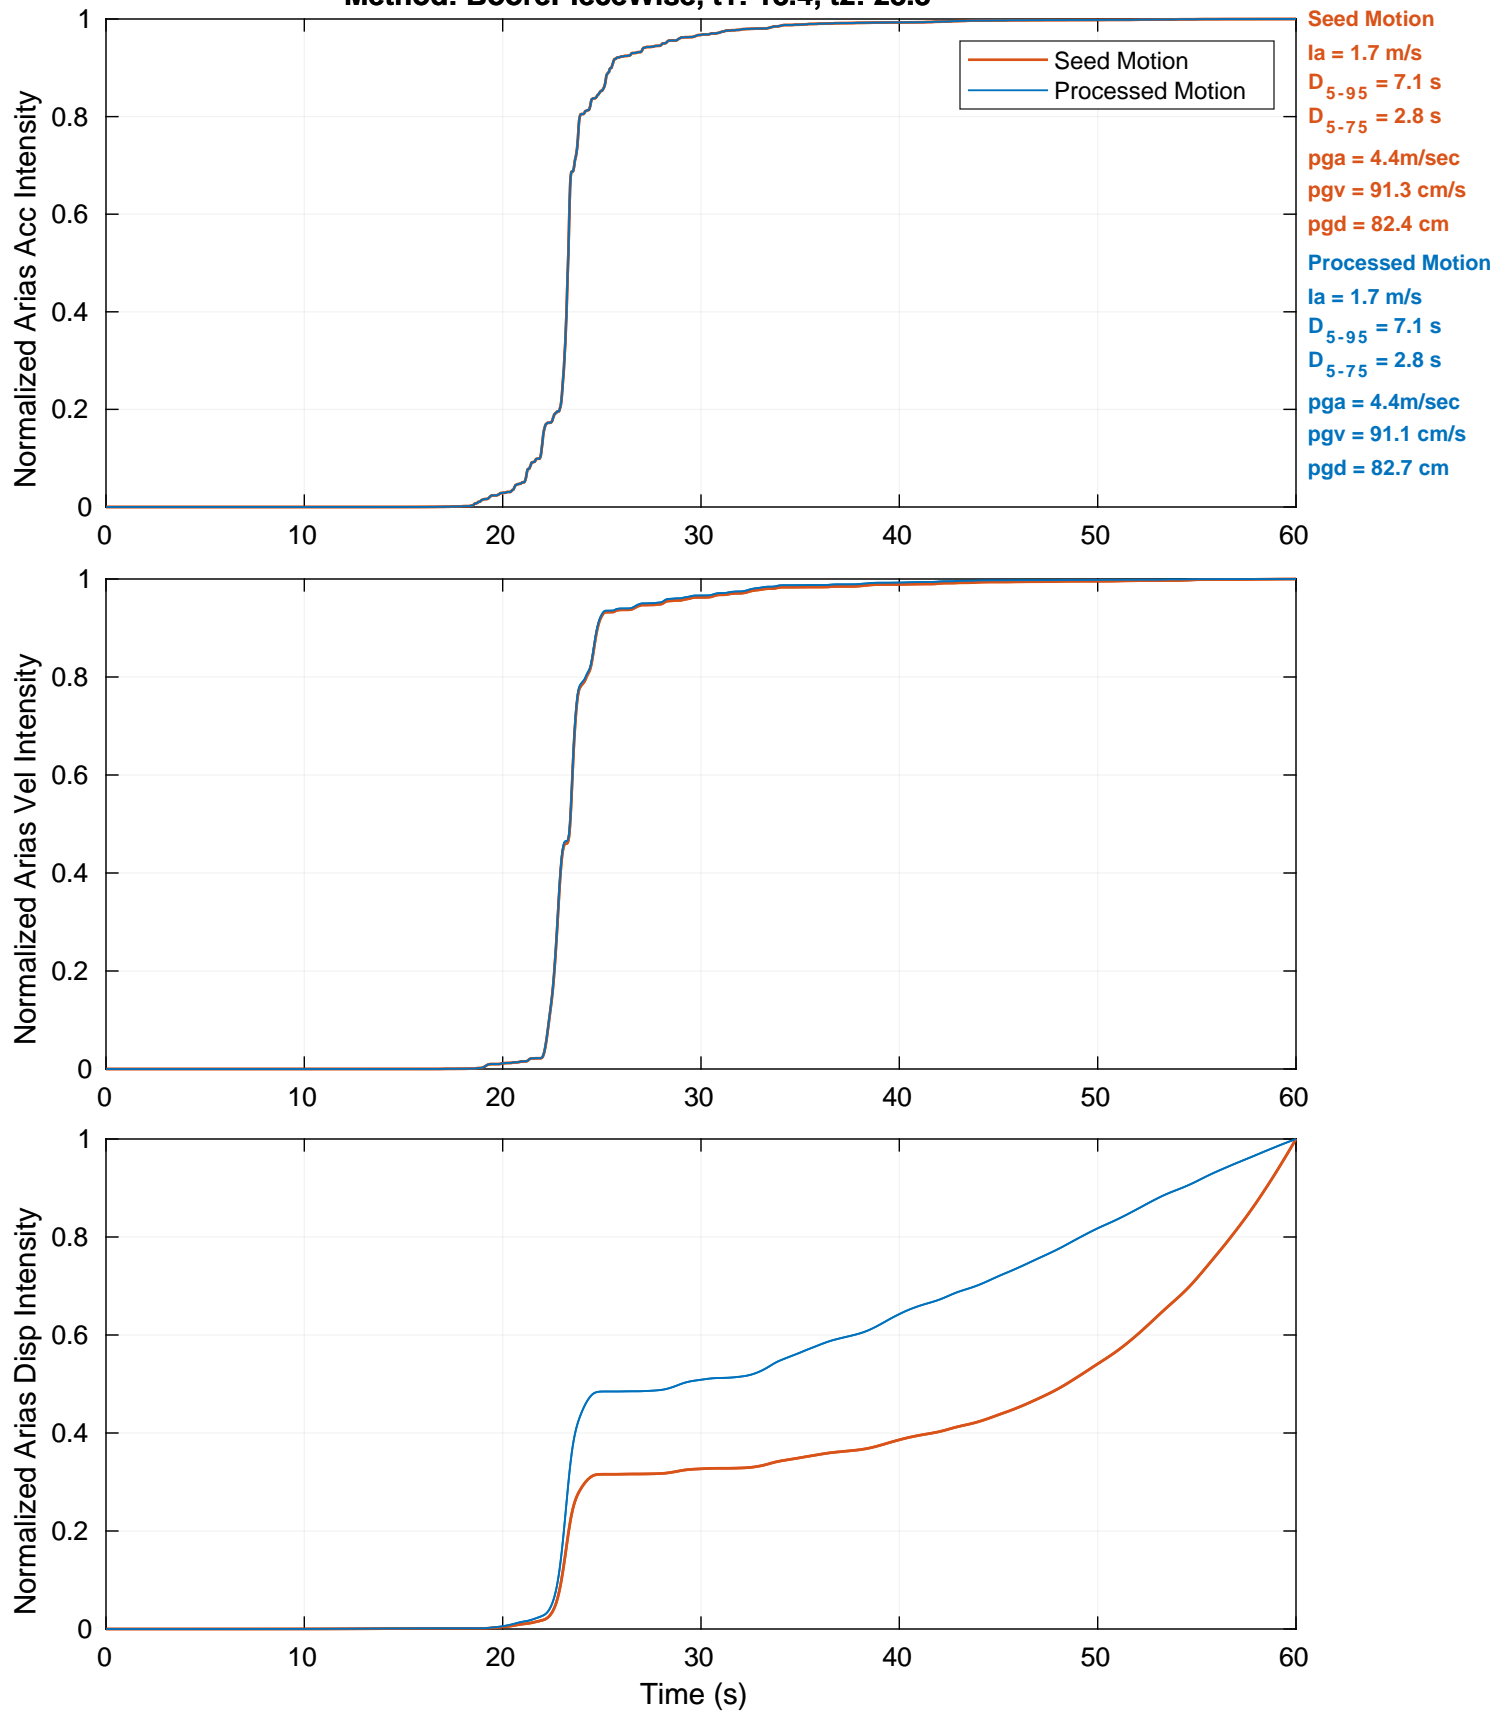 Seed Motion
Ia = 1.7 m/s
D5-95 = 7.1 s
D5-75 = 2.8 s
pga = 4.4m/sec
pgv = 91.3 cm/s
pgd = 82.4 cm
Processed Motion
Ia = 1.7 m/s
D5-95 = 7.1 s
D5-75 = 2.8 s
pga = 4.4m/sec
pgv = 91.1 cm/s
pgd = 82.7 cm
Seed Motion
Processed Motion
Normalized Arias Acc Intensity
1
0.8
0.6
0.4
0.2
0
0 10 20 30 40 50 60
Normalized Arias Vel Intensity
1
0.8
0.6
0.4
0.2
0
0 10 20 30 40 50 60
Normalized Arias Disp Intensity
1
0.8
0.6
0.4
0.2
0
0 10 20 30 40 50 60
Time (s)